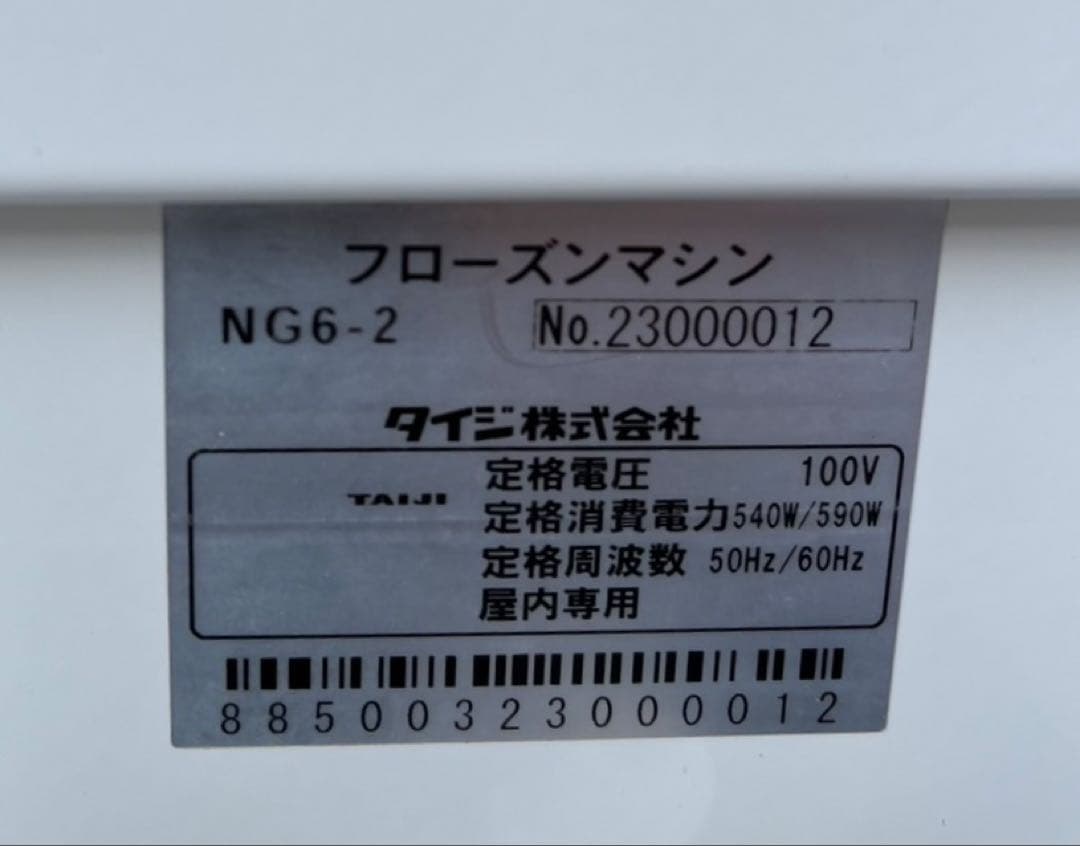 フローズンマシン
NG6-2 No.23000012
タイジ株式会社
定格電圧 100V
TAIJI
定格消費電力540W/590W
定格周波数 50Hz/60Hz
屋内専用
88500323000012